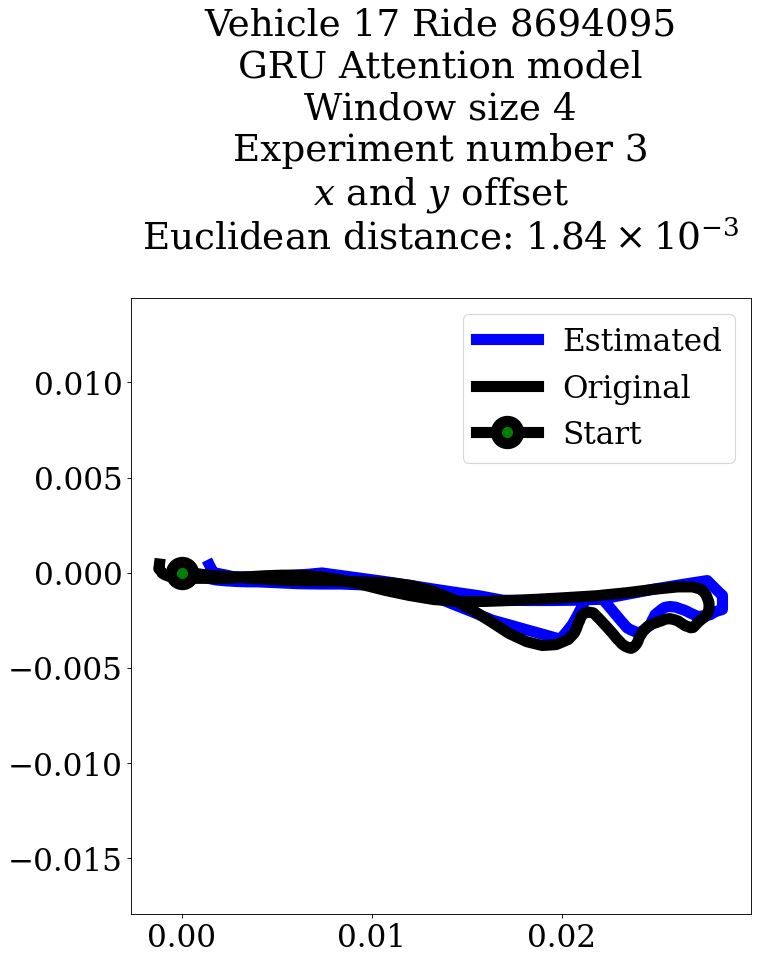 Vehicle 17 Ride 8694095
GRU Attention model
Window size 4
Experiment number 3
x and y offset
Euclidean distance: 1.84 × 10⁻³
Estimated
Original
Start
0.010
0.005
0.000
−0.005
−0.010
−0.015
0.00 0.01 0.02